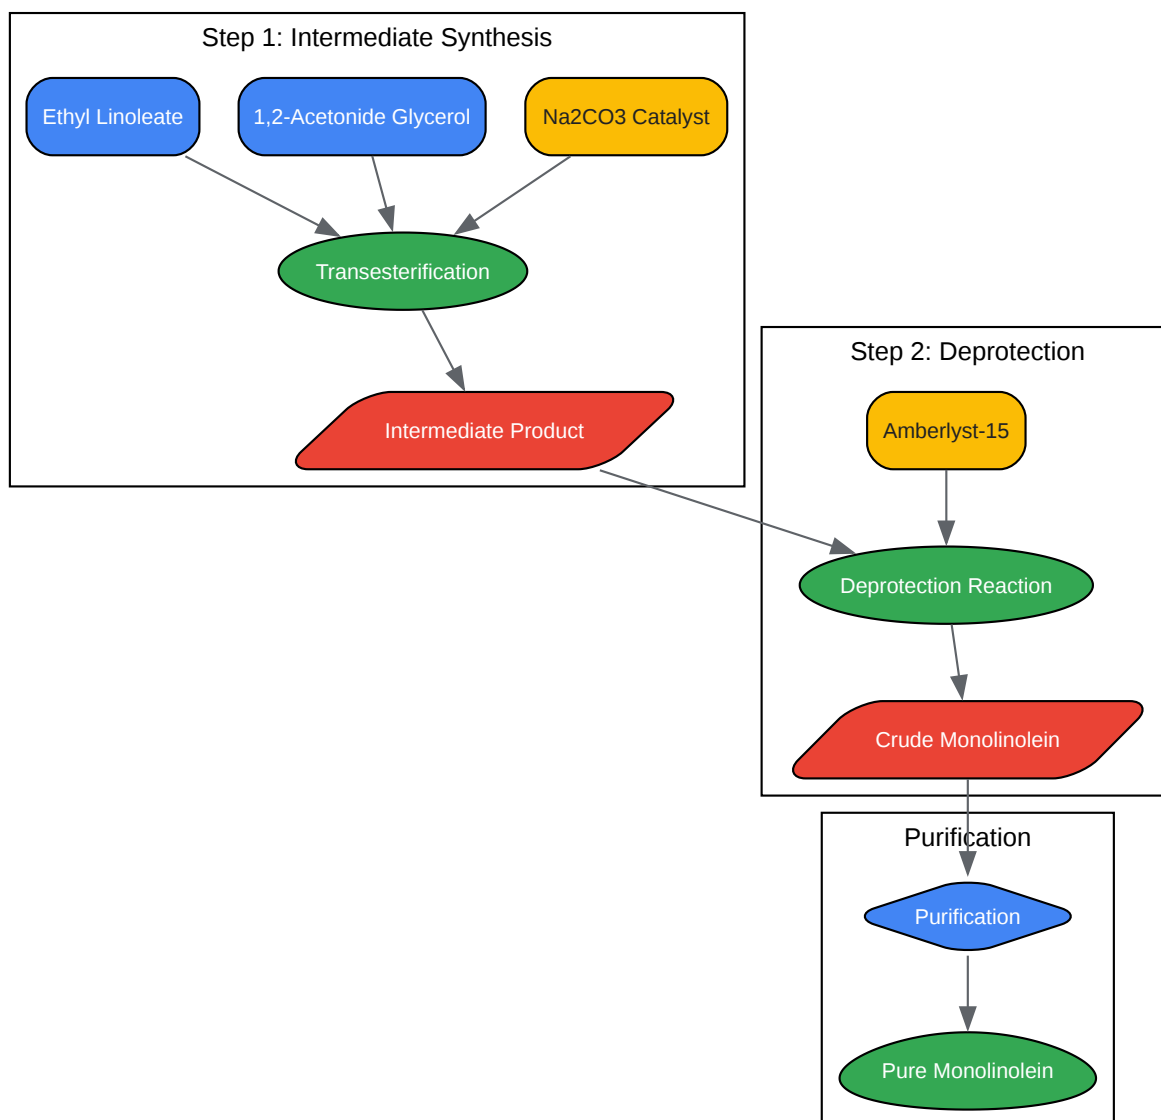 Step 1: Intermediate Synthesis
Ethyl Linoleate
1,2-Acetonide Glycerol
Na2CO3 Catalyst
Transesterification
Intermediate Product
Step 2: Deprotection
Amberlyst-15
Deprotection Reaction
Crude Monolinolein
Purification
Purification
Pure Monolinolein